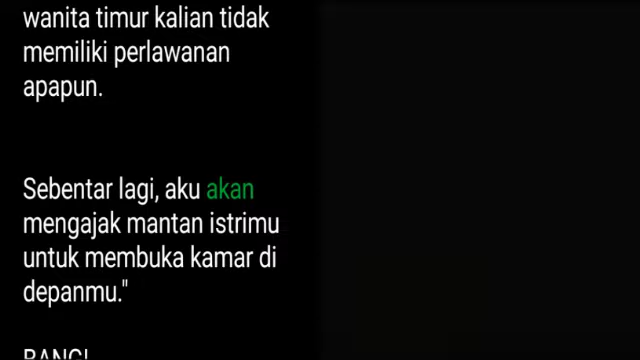 wanita timur kalian tidak
memiliki perlawanan
apapun.
Sebentar lagi, aku akan
mengajak mantan istrimu
untuk membuka kamar di
depanmu."
BANG!